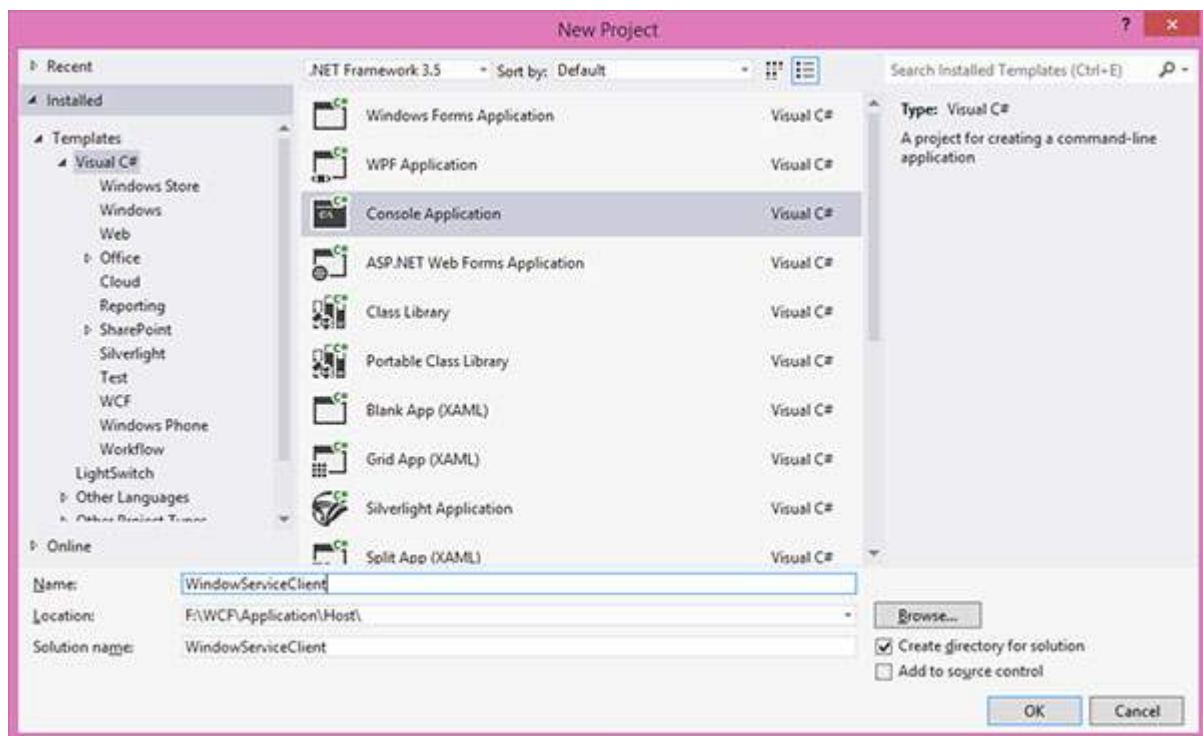 New Project
?
Recent
Installed
Templates
Visual C#
Windows Store
Windows
Web
Office
Cloud
Reporting
SharePoint
Silverlight
Test
WCF
Windows Phone
Workflow
LightSwitch
Other Languages
Other Project Types
Online
.NET Framework 3.5
Sort by: Default
Windows Forms Application Visual C#
WPF Application Visual C#
Console Application Visual C#
ASP.NET Web Forms Application Visual C#
Class Library Visual C#
Portable Class Library Visual C#
Blank App (XAML) Visual C#
Grid App (XAML) Visual C#
Silverlight Application Visual C#
Split App (XAML) Visual C#
Search Installed Templates (Ctrl+E)
Type: Visual C#
A project for creating a command-line
application
Name: WindowServiceClient
Location: F:\WCF\Application\Host\
Browse...
Solution name: WindowServiceClient
Create directory for solution
Add to source control
OK Cancel